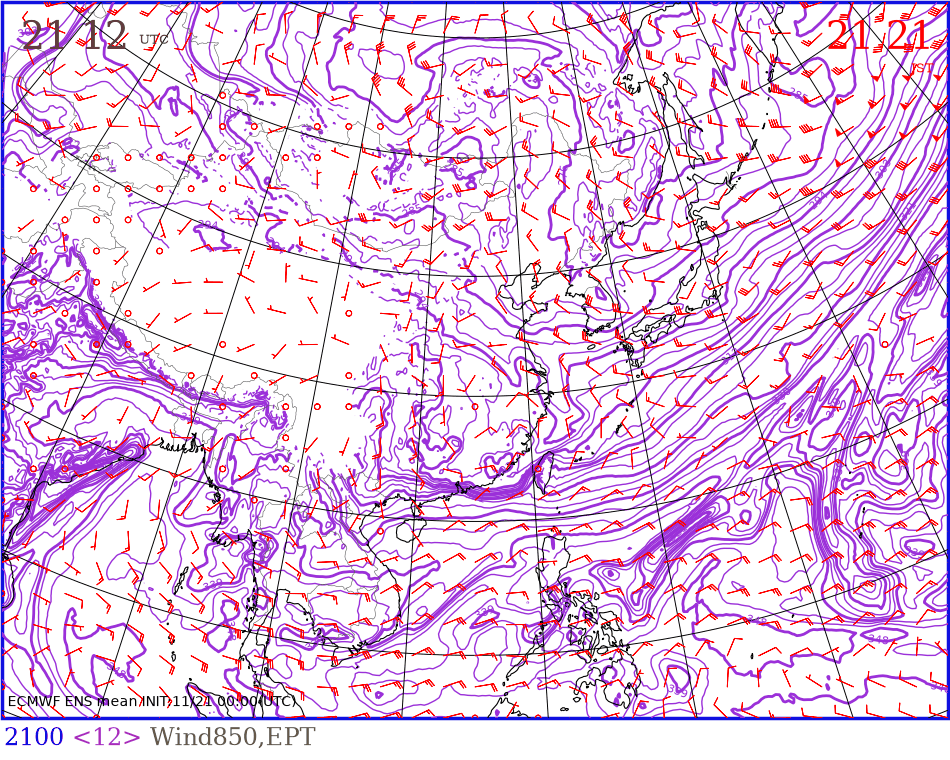 21 12 UTC
21 21
JST
ECMWF ENS mean,INIT:11/21 00:00(UTC)
2100 <12> Wind850,EPT